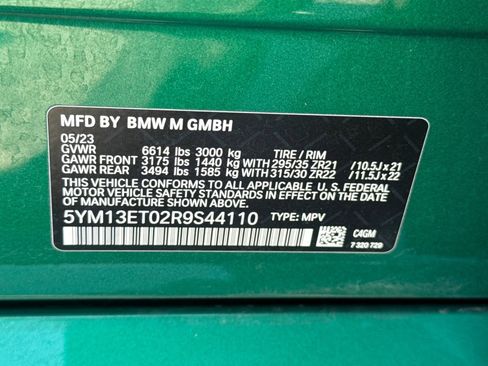 MFD BY BMW M GMBH
05/23
GVWR 6614 lbs 3000 kg TIRE / RIM
GAWR FRONT 3175 lbs 1440 kg WITH 295/35 ZR21 /10.5J x 21
GAWR REAR 3494 lbs 1585 kg WITH 315/30 ZR22 /11.5J x 22
THIS VEHICLE CONFORMS TO ALL APPLICABLE U. S. FEDERAL
MOTOR VEHICLE SAFETY STANDARDS IN EFFECT ON THE DATE
OF MANUFACTURE SHOWN ABOVE.
5YM13ET02R9S44110 TYPE: MPV
C4GM
7 320 729